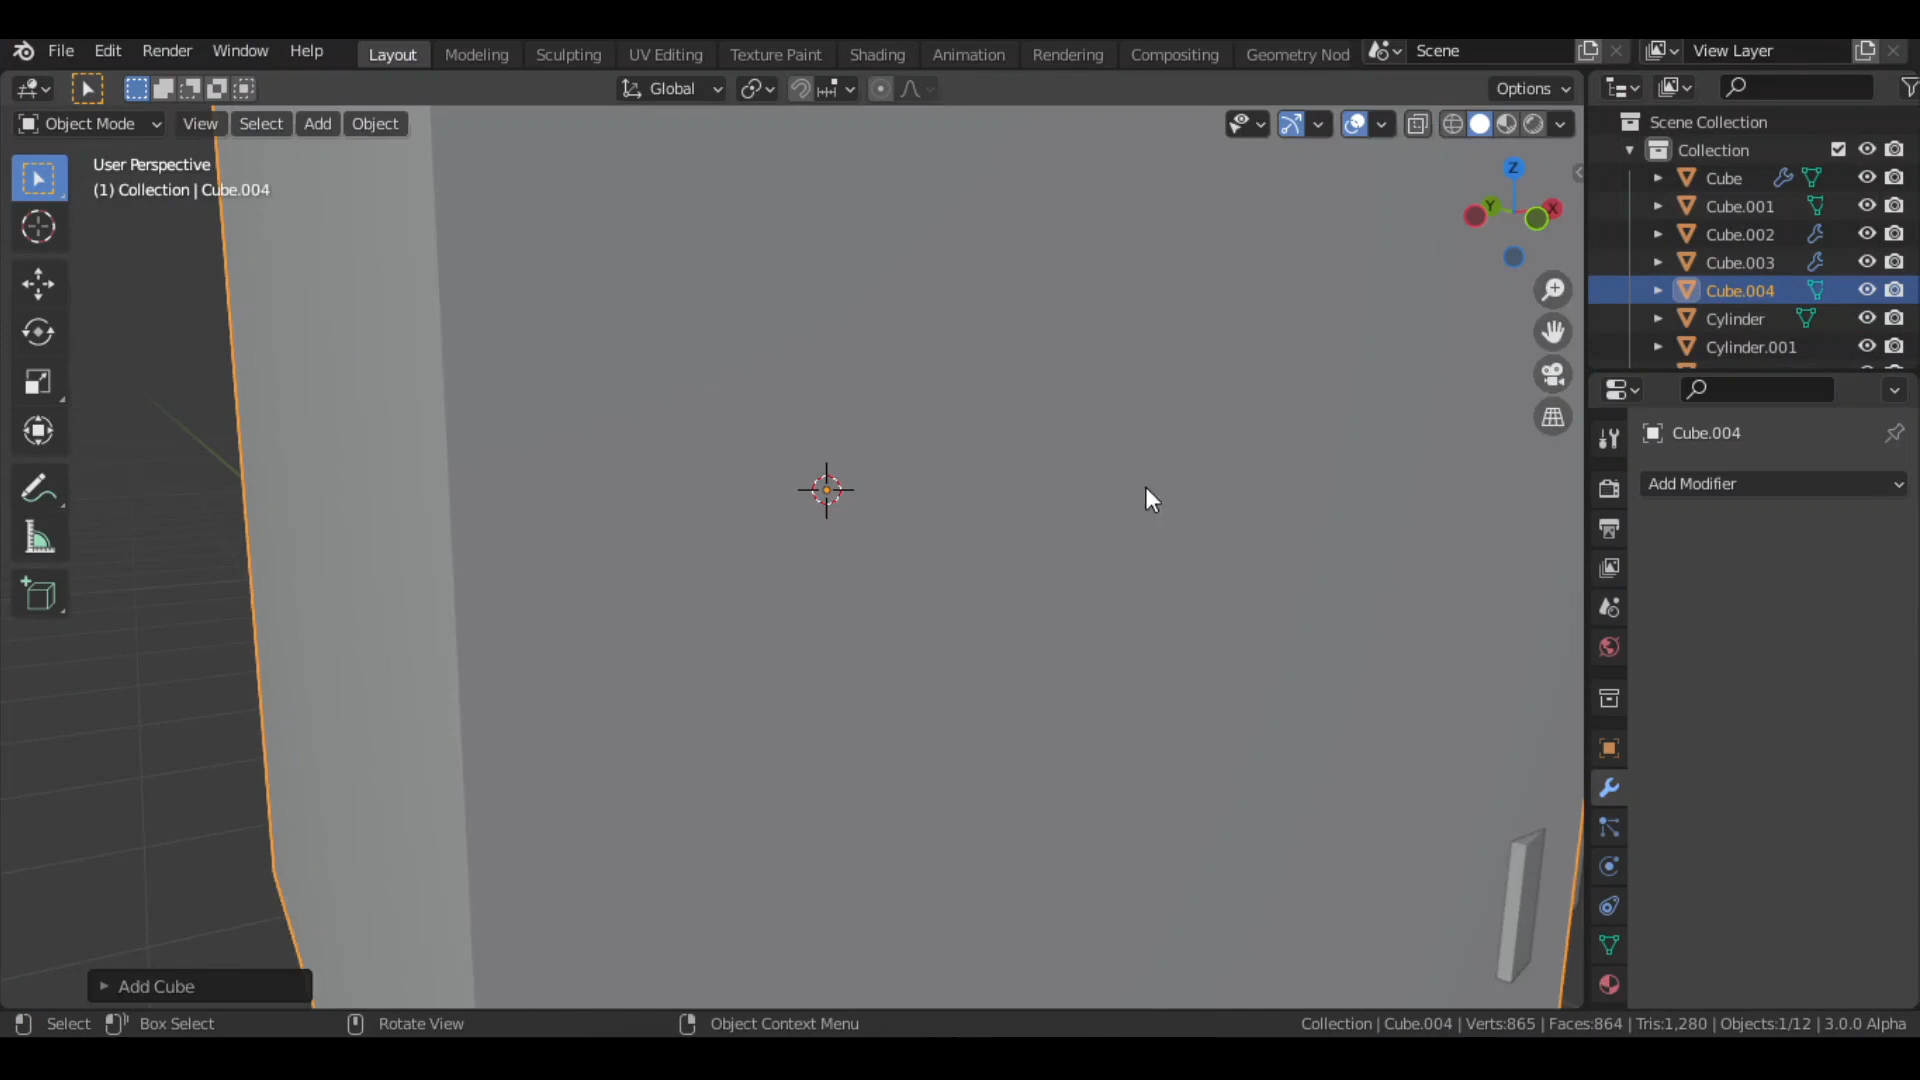 File Edit Render Window Help Layout Modeling Sculpting UV Editing Texture Paint Shading Animation Rendering Compositing Geometry Nod Scene View Layer
Global Options
Object Mode View Select Add Object
User Perspective
(1) Collection | Cube.004
Z
Y
X
Scene Collection
Collection
Cube
Cube.001
Cube.002
Cube.003
Cube.004
Cylinder
Cylinder.001
Cube.004
Add Modifier
Add Cube
Select Box Select Rotate View Object Context Menu Collection | Cube.004 | Verts:865 | Faces:864 | Tris:1,280 | Objects:1/12 | 3.0.0 Alpha